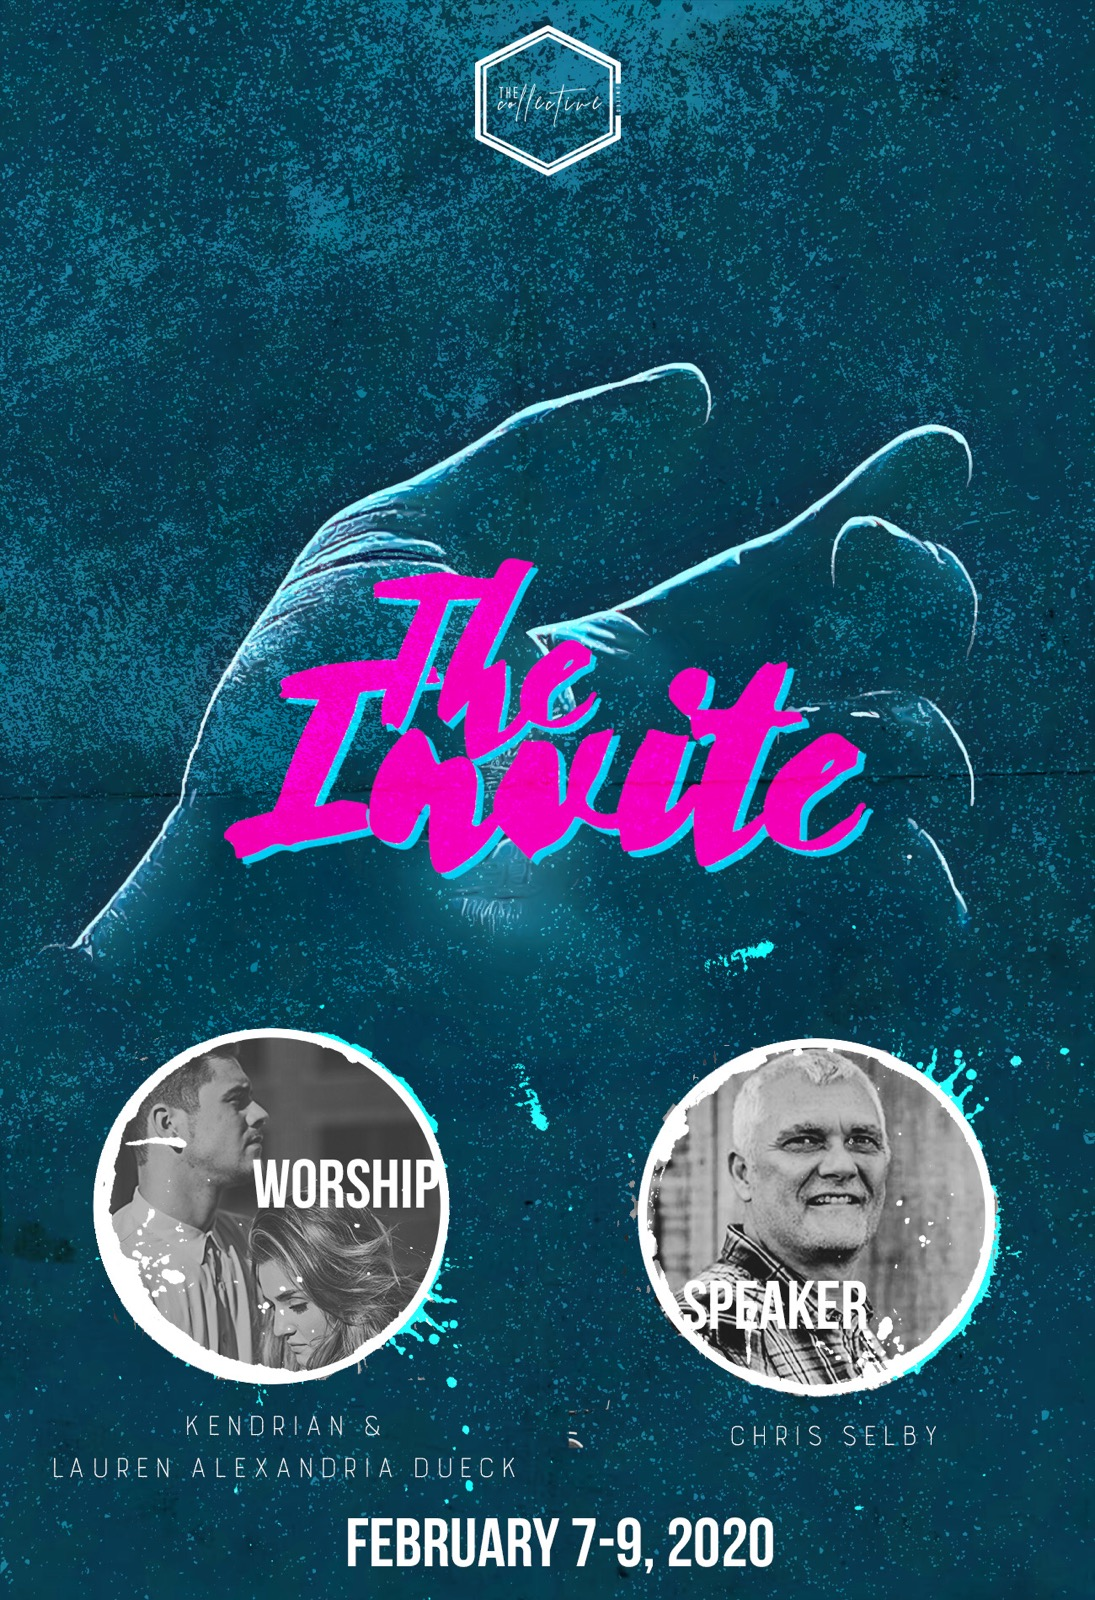 THE
collective
The
Invite
WORSHIP
SPEAKER
KENDRIAN &
LAUREN ALEXANDRIA DUECK
CHRIS SELBY
FEBRUARY 7-9, 2020